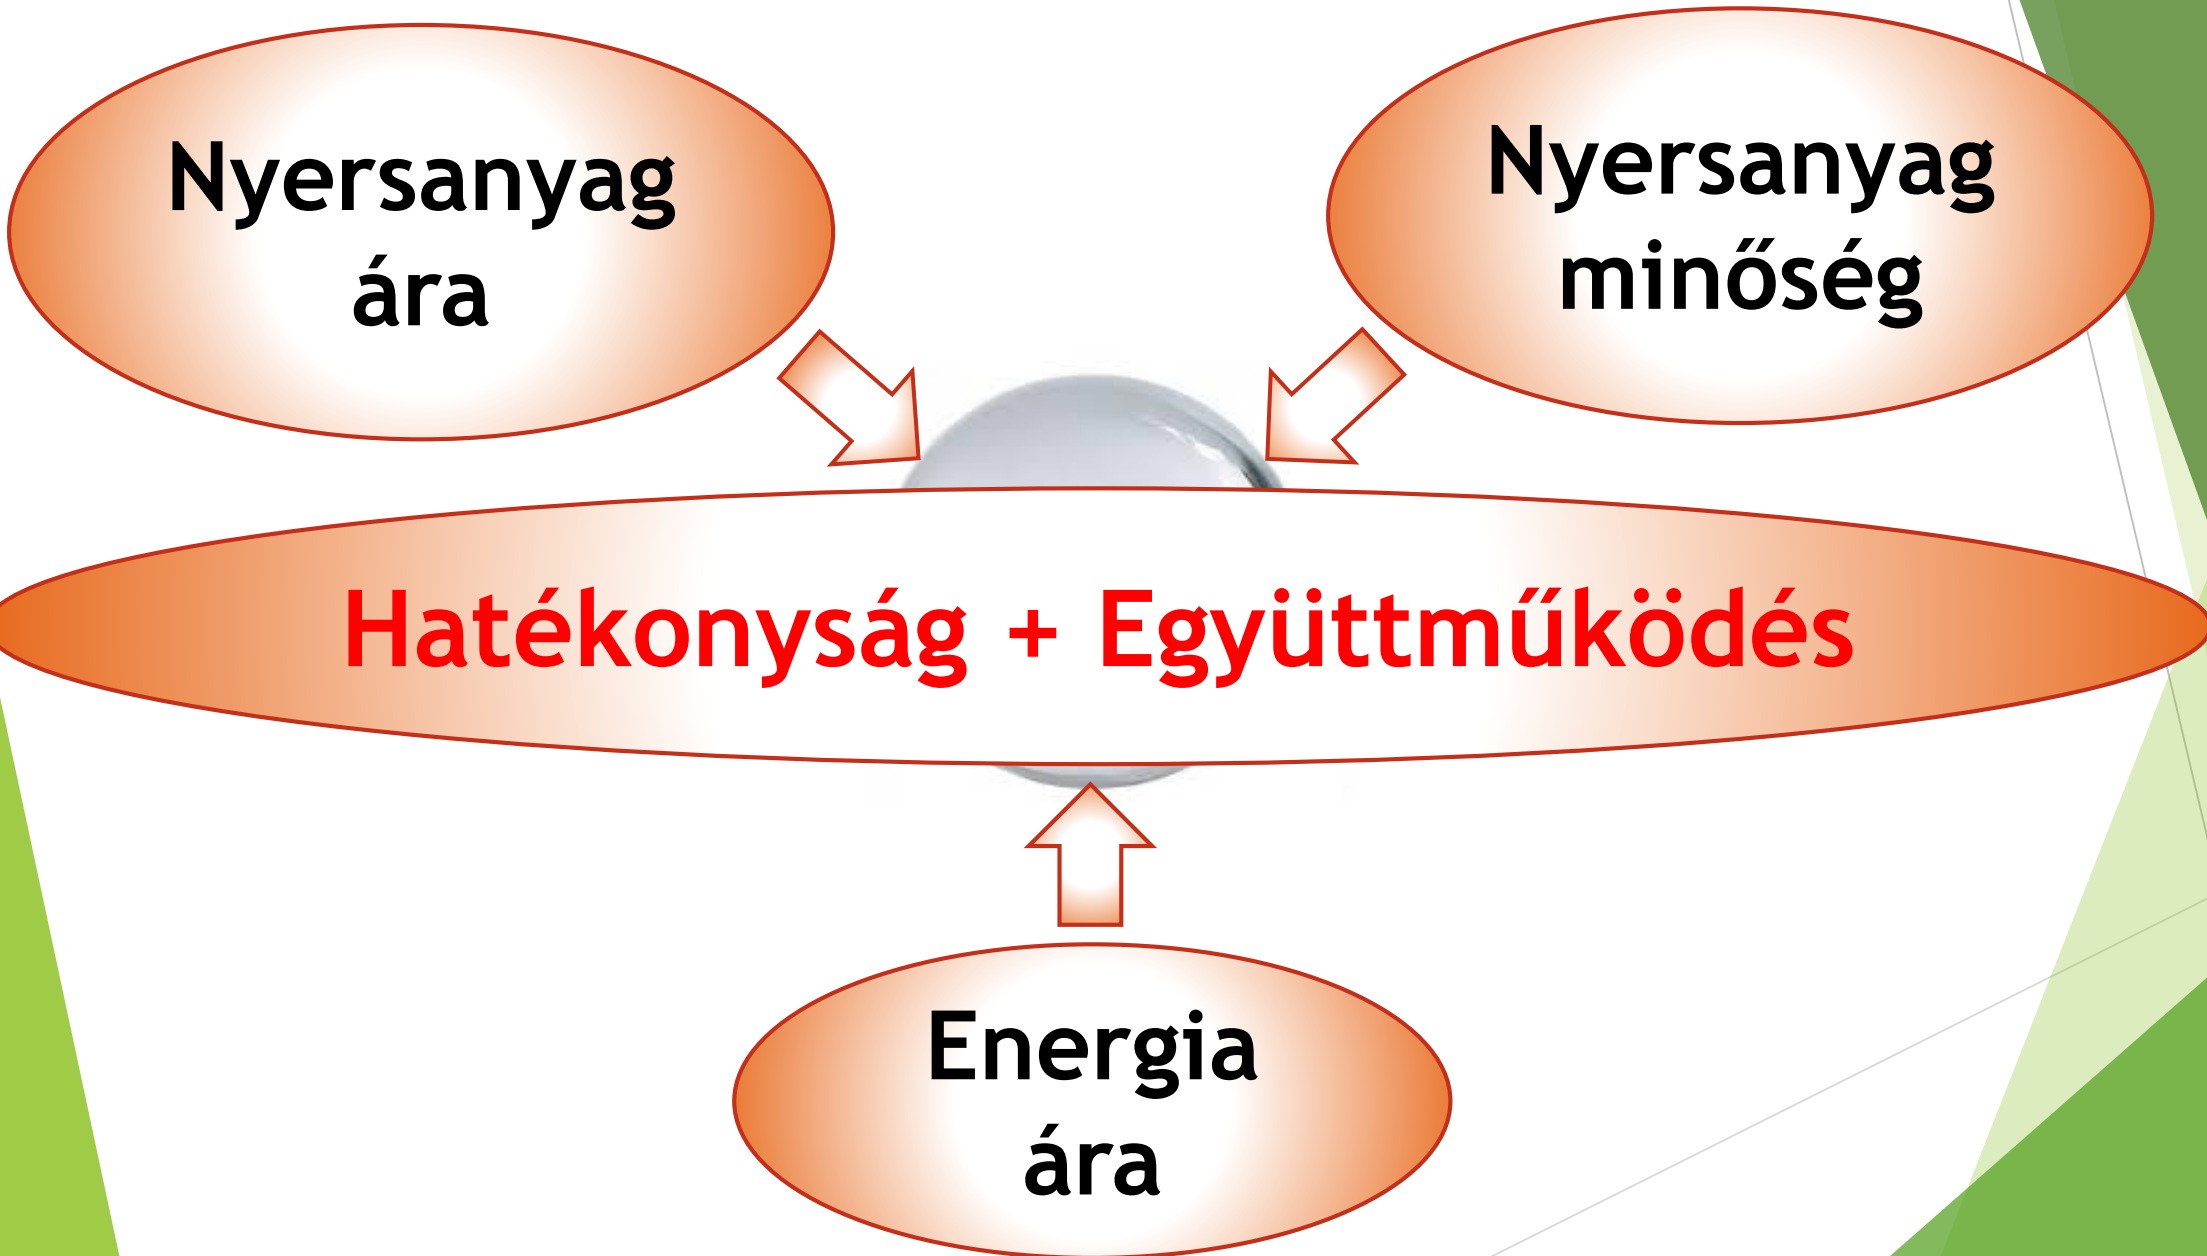 Nyersanyag
ára
Nyersanyag
minőség
Hatékonyság + Együttműködés
Energia
ára